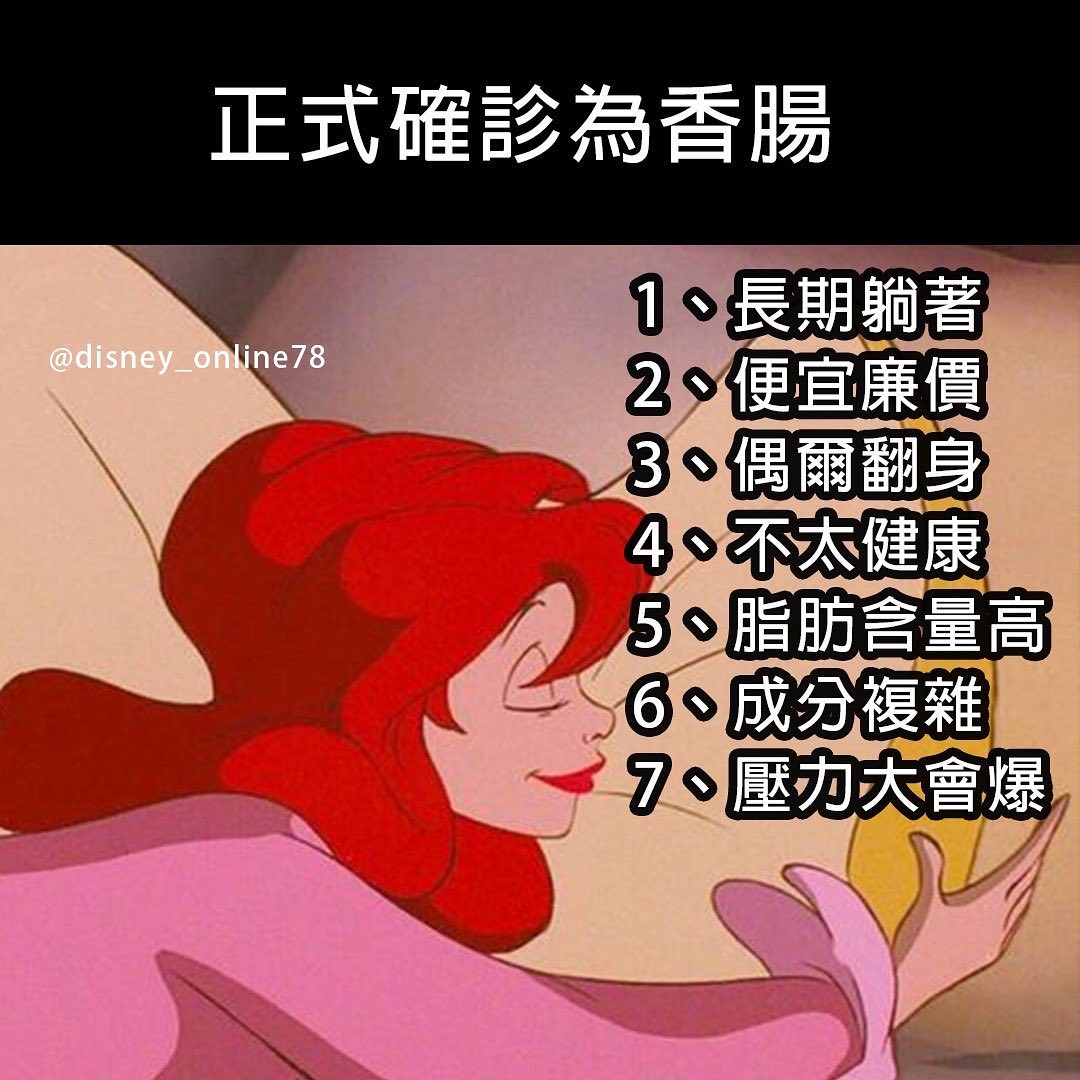 正式確診為香腸
@disney_online78
1、長期躺著
2、便宜廉價
3、偶爾翻身
4、不太健康
5、脂肪含量高
6、成分複雜
7、壓力大會爆